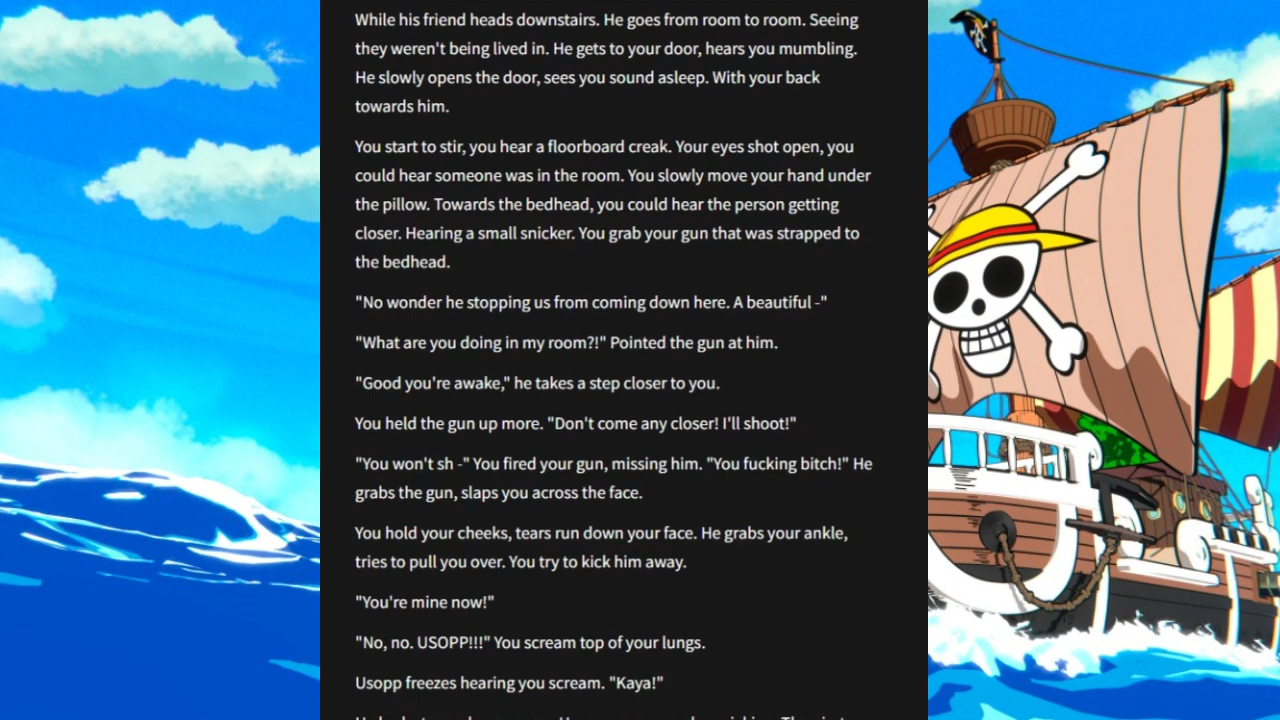 While his friend heads downstairs. He goes from room to room. Seeing
they weren't being lived in. He gets to your door, hears you mumbling.
He slowly opens the door, sees you sound asleep. With your back
towards him.
You start to stir, you hear a floorboard creak. Your eyes shot open, you
could hear someone was in the room. You slowly move your hand under
the pillow. Towards the bedhead, you could hear the person getting
closer. Hearing a small snicker. You grab your gun that was strapped to
the bedhead.
"No wonder he stopping us from coming down here. A beautiful -"
"What are you doing in my room?!" Pointed the gun at him.
"Good you're awake," he takes a step closer to you.
You held the gun up more. "Don't come any closer! I'll shoot!"
"You won't sh -" You fired your gun, missing him. "You fucking bitch!" He
grabs the gun, slaps you across the face.
You hold your cheeks, tears run down your face. He grabs your ankle,
tries to pull you over. You try to kick him away.
"You're mine now!"
"No, no. USOPP!!!" You scream top of your lungs.
Usopp freezes hearing you scream. "Kaya!"